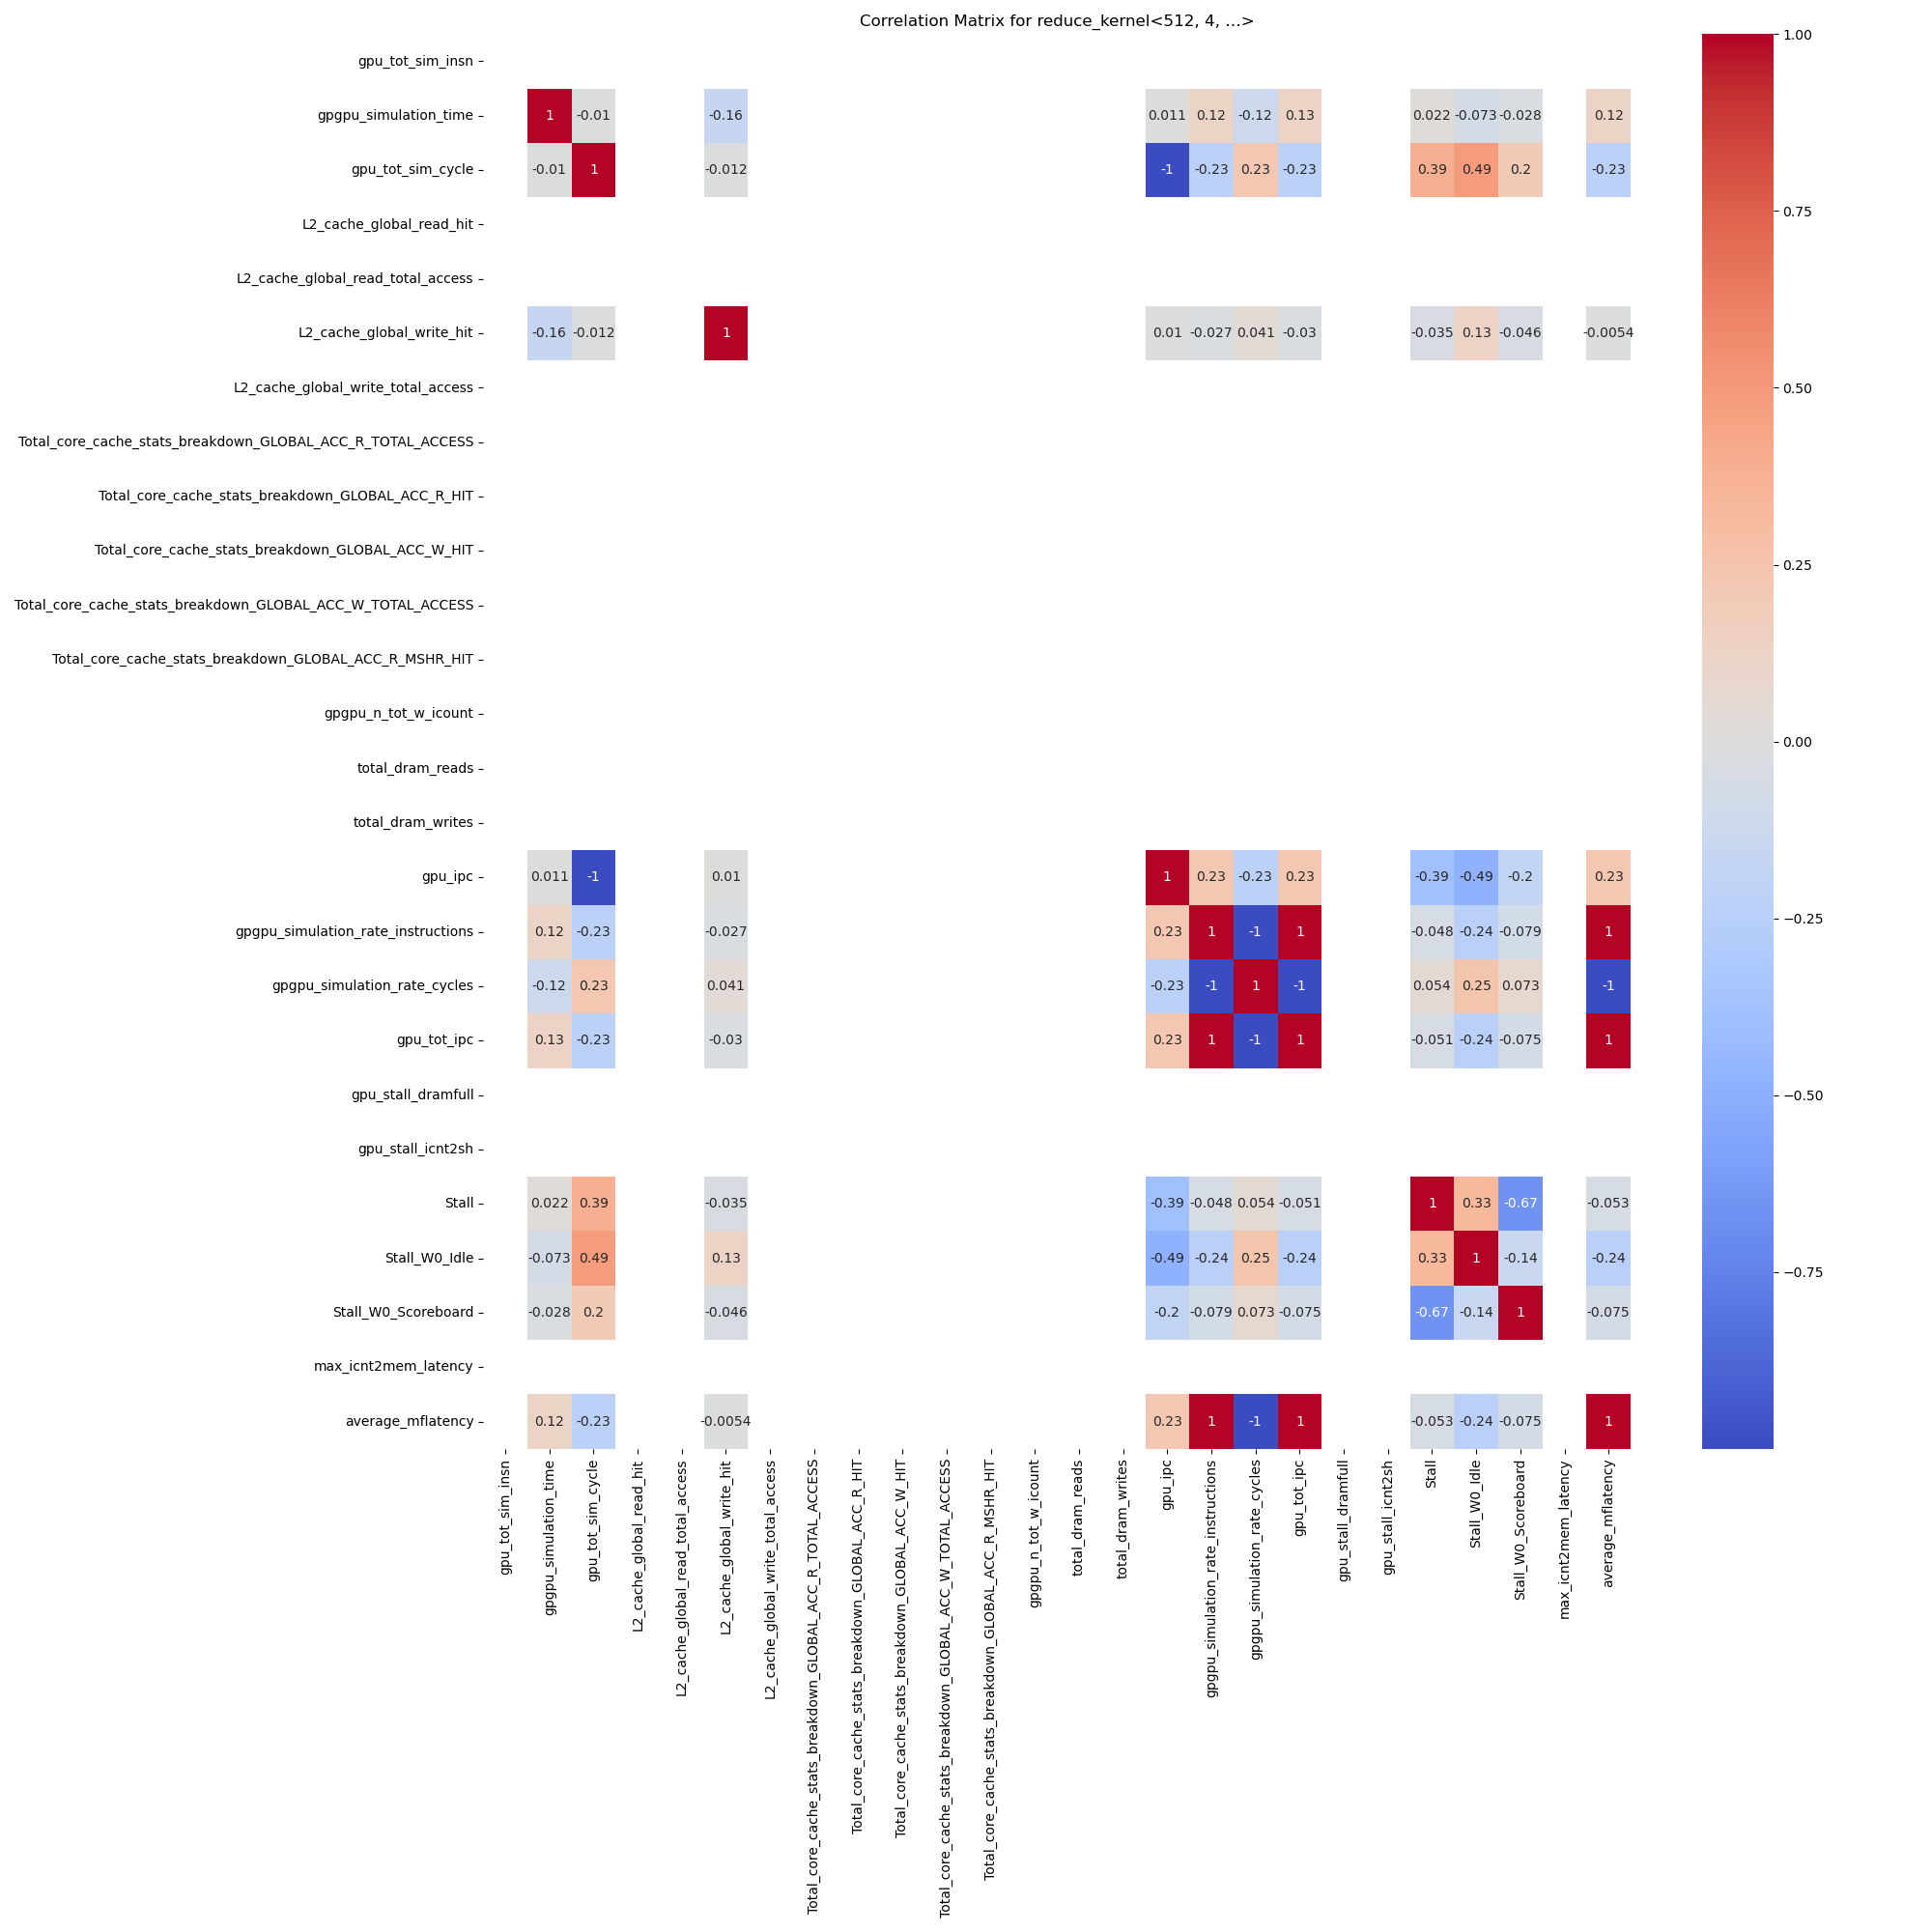 Correlation Matrix for reduce_kernel<512, 4, ...>
gpu_tot_sim_insn
gpgpu_simulation_time 1 -0.01 -0.16 0.011 0.12 -0.12 0.13 0.022 -0.073 -0.028 0.12
gpu_tot_sim_cycle -0.01 1 -0.012 -1 -0.23 0.23 -0.23 0.39 0.49 0.2 -0.23
L2_cache_global_read_hit
L2_cache_global_read_total_access
L2_cache_global_write_hit -0.16 -0.012 1 0.01 -0.027 0.041 -0.03 -0.035 0.13 -0.046 -0.0054
L2_cache_global_write_total_access
Total_core_cache_stats_breakdown_GLOBAL_ACC_R_TOTAL_ACCESS
Total_core_cache_stats_breakdown_GLOBAL_ACC_R_HIT
Total_core_cache_stats_breakdown_GLOBAL_ACC_W_HIT
Total_core_cache_stats_breakdown_GLOBAL_ACC_W_TOTAL_ACCESS
Total_core_cache_stats_breakdown_GLOBAL_ACC_R_MSHR_HIT
gpgpu_n_tot_w_icount
total_dram_reads
total_dram_writes
gpu_ipc 0.011 -1 0.01 1 0.23 -0.23 0.23 -0.39 -0.49 -0.2 0.23
gpgpu_simulation_rate_instructions 0.12 -0.23 -0.027 0.23 1 -1 1 -0.048 -0.24 -0.079 1
gpgpu_simulation_rate_cycles -0.12 0.23 0.041 -0.23 -1 1 -1 0.054 0.25 0.073 -1
gpu_tot_ipc 0.13 -0.23 -0.03 0.23 1 -1 1 -0.051 -0.24 -0.075 1
gpu_stall_dramfull
gpu_stall_icnt2sh
Stall 0.022 0.39 -0.035 -0.39 -0.048 0.054 -0.051 1 0.33 -0.67 -0.053
Stall_W0_Idle -0.073 0.49 0.13 -0.49 -0.24 0.25 -0.24 0.33 1 -0.14 -0.24
Stall_W0_Scoreboard -0.028 0.2 -0.046 -0.2 -0.079 0.073 -0.075 -0.67 -0.14 1 -0.075
max_icnt2mem_latency
average_mflatency 0.12 -0.23 -0.0054 0.23 1 -1 1 -0.053 -0.24 -0.075 1
gpu_tot_sim_insn
gpgpu_simulation_time
gpu_tot_sim_cycle
L2_cache_global_read_hit
L2_cache_global_read_total_access
L2_cache_global_write_hit
L2_cache_global_write_total_access
Total_core_cache_stats_breakdown_GLOBAL_ACC_R_TOTAL_ACCESS
Total_core_cache_stats_breakdown_GLOBAL_ACC_R_HIT
Total_core_cache_stats_breakdown_GLOBAL_ACC_W_HIT
Total_core_cache_stats_breakdown_GLOBAL_ACC_W_TOTAL_ACCESS
Total_core_cache_stats_breakdown_GLOBAL_ACC_R_MSHR_HIT
gpgpu_n_tot_w_icount
total_dram_reads
total_dram_writes
gpu_ipc
gpgpu_simulation_rate_instructions
gpgpu_simulation_rate_cycles
gpu_tot_ipc
gpu_stall_dramfull
gpu_stall_icnt2sh
Stall
Stall_W0_Idle
Stall_W0_Scoreboard
max_icnt2mem_latency
average_mflatency
1.00
0.75
0.50
0.25
0.00
−0.25
−0.50
−0.75